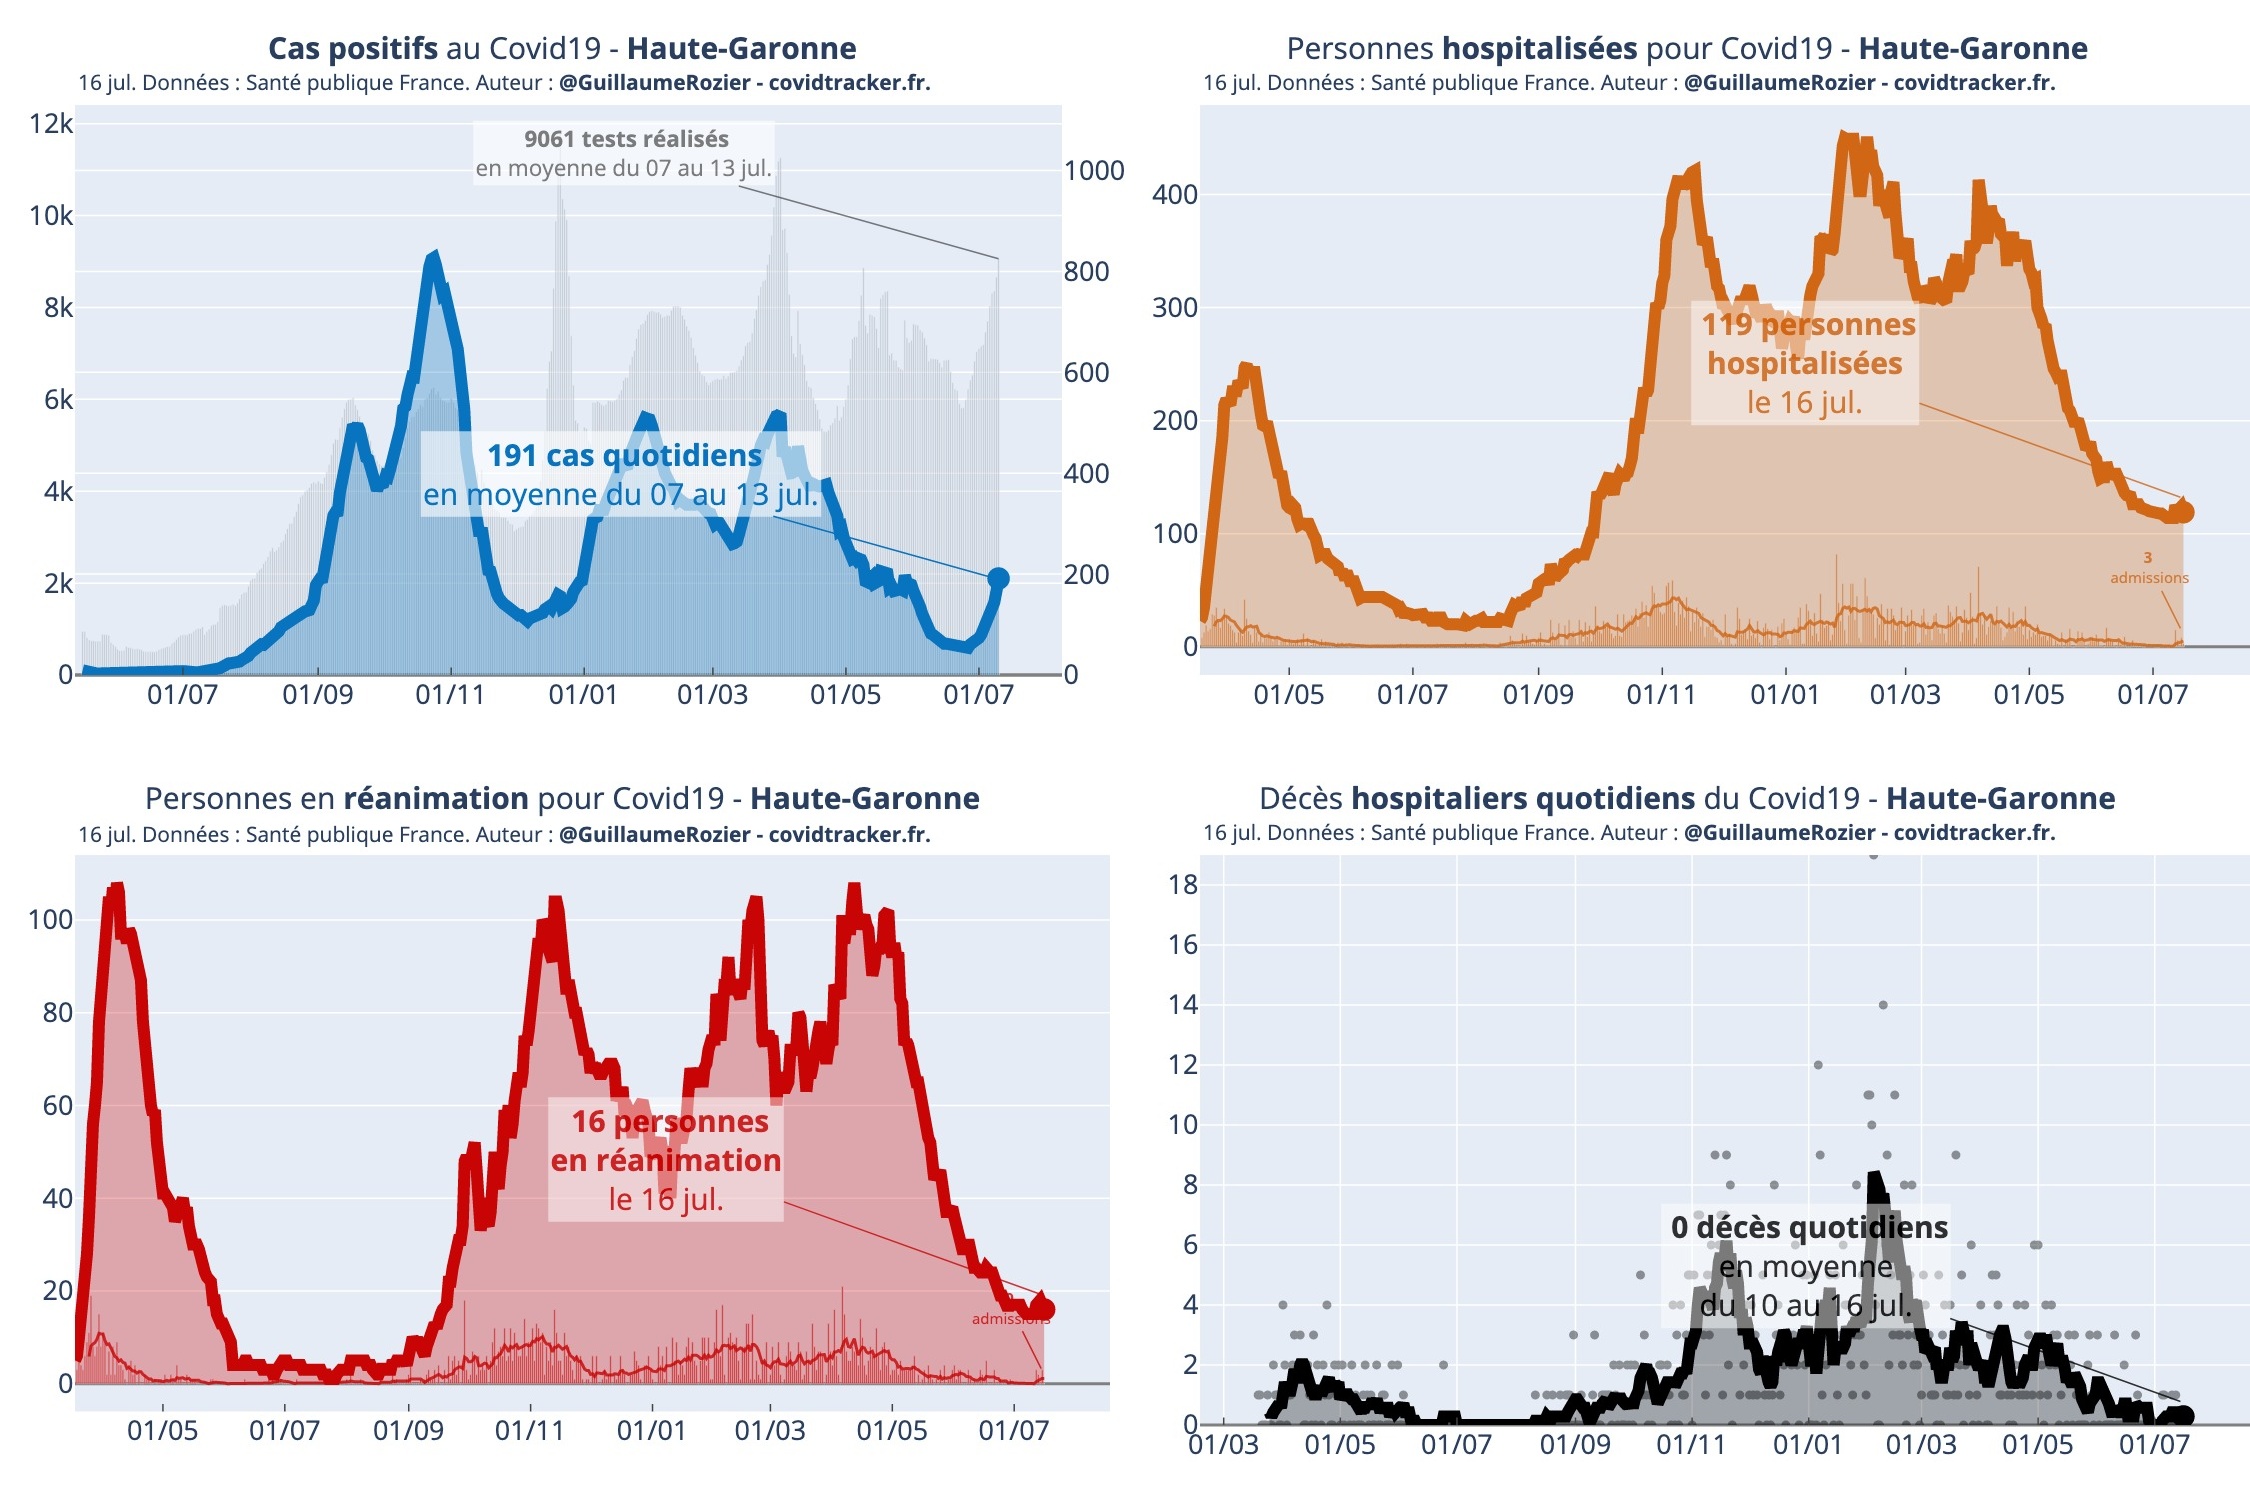 Cas positifs au Covid19 - Haute-Garonne
16 jul. Données : Santé publique France. Auteur : @GuillaumeRozier - covidtracker.fr.
12k
10k
8k
6k
4k
2k
0
1000
800
600
400
200
0
9061 tests réalisés
en moyenne du 07 au 13 jul.
191 cas quotidiens
en moyenne du 07 au 13 jul.
01/07 01/09 01/11 01/01 01/03 01/05 01/07
Personnes hospitalisées pour Covid19 - Haute-Garonne
16 jul. Données : Santé publique France. Auteur : @GuillaumeRozier - covidtracker.fr.
400
300
200
100
0
119 personnes
hospitalisées
le 16 jul.
3
admissions
01/05 01/07 01/09 01/11 01/01 01/03 01/05 01/07
Personnes en réanimation pour Covid19 - Haute-Garonne
16 jul. Données : Santé publique France. Auteur : @GuillaumeRozier - covidtracker.fr.
100
80
60
40
20
0
16 personnes
en réanimation
le 16 jul.
admissions
01/05 01/07 01/09 01/11 01/01 01/03 01/05 01/07
Décès hospitaliers quotidiens du Covid19 - Haute-Garonne
16 jul. Données : Santé publique France. Auteur : @GuillaumeRozier - covidtracker.fr.
18
16
14
12
10
8
6
4
2
0
0 décès quotidiens
en moyenne
du 10 au 16 jul.
01/03 01/05 01/07 01/09 01/11 01/01 01/03 01/05 01/07